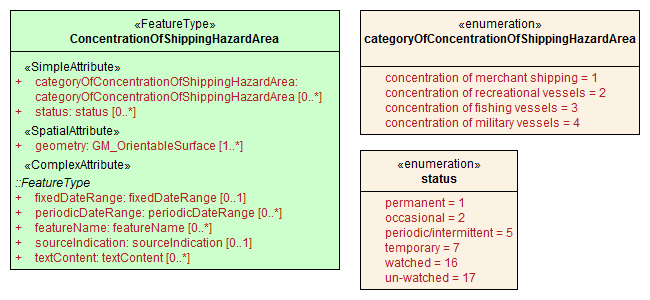 «FeatureType»
ConcentrationOfShippingHazardArea
«SimpleAttribute»
+ categoryOfConcentrationOfShippingHazardArea:
categoryOfConcentrationOfShippingHazardArea [0..*]
+ status: status [0..*]
«SpatialAttribute»
+ geometry: GM_OrientableSurface [1..*]
«ComplexAttribute»
::FeatureType
+ fixedDateRange: fixedDateRange [0..1]
+ periodicDateRange: periodicDateRange [0..*]
+ featureName: featureName [0..*]
+ sourceIndication: sourceIndication [0..1]
+ textContent: textContent [0..*]
«enumeration»
categoryOfConcentrationOfShippingHazardArea
concentration of merchant shipping = 1
concentration of recreational vessels = 2
concentration of fishing vessels = 3
concentration of military vessels = 4
«enumeration»
status
permanent = 1
occasional = 2
periodic/intermittent = 5
temporary = 7
watched = 16
un-watched = 17